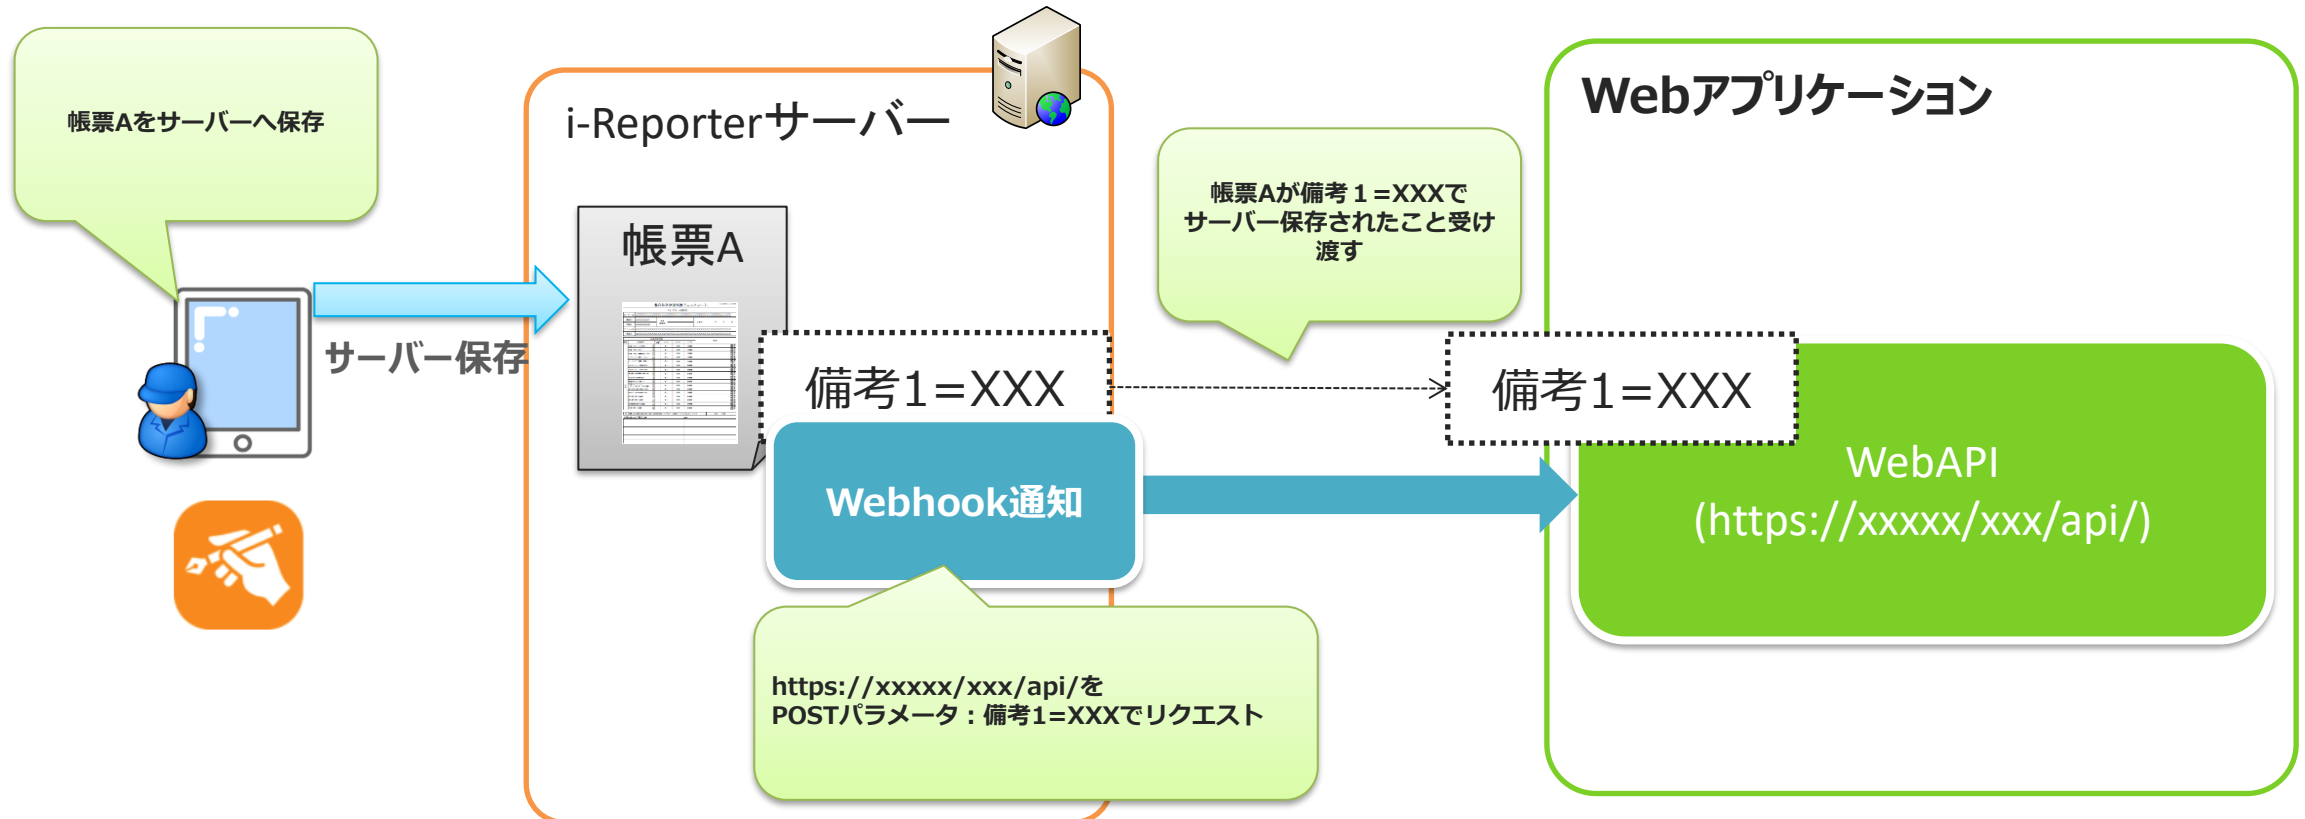 帳票Aをサーバーへ保存
サーバー保存
i-Reporterサーバー
帳票A
備考1=XXX
Webhook通知
https://xxxxx/xxx/api/を
POSTパラメータ：備考1=XXXでリクエスト
帳票Aが備考１=XXXで
サーバー保存されたこと受け
渡す
Webアプリケーション
備考1=XXX
WebAPI
(https://xxxxx/xxx/api/)